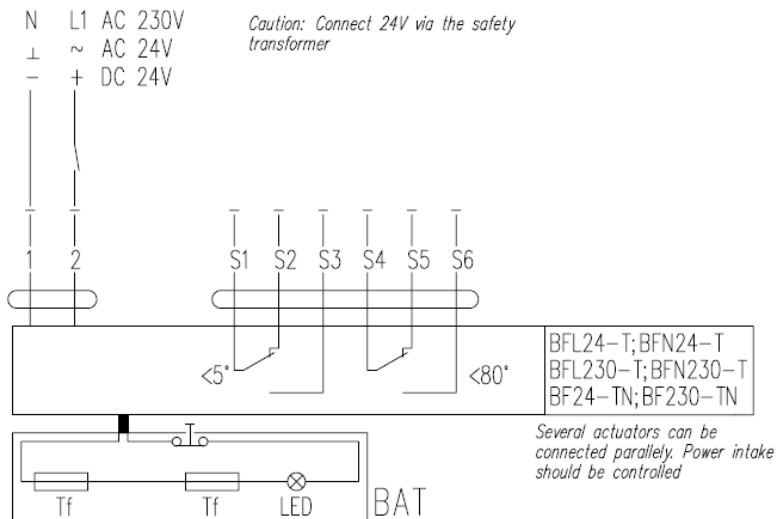 N L1 AC 230V
⊥ ~ AC 24V
− + DC 24V
Caution: Connect 24V via the safety
transformer
1 2 S1 S2 S3 S4 S5 S6
<5° <80°
BFL24-T;BFN24-T
BFL230-T;BFN230-T
BF24-TN;BF230-TN
Several actuators can be
connected parallely. Power intake
should be controlled
Tf Tf LED BAT